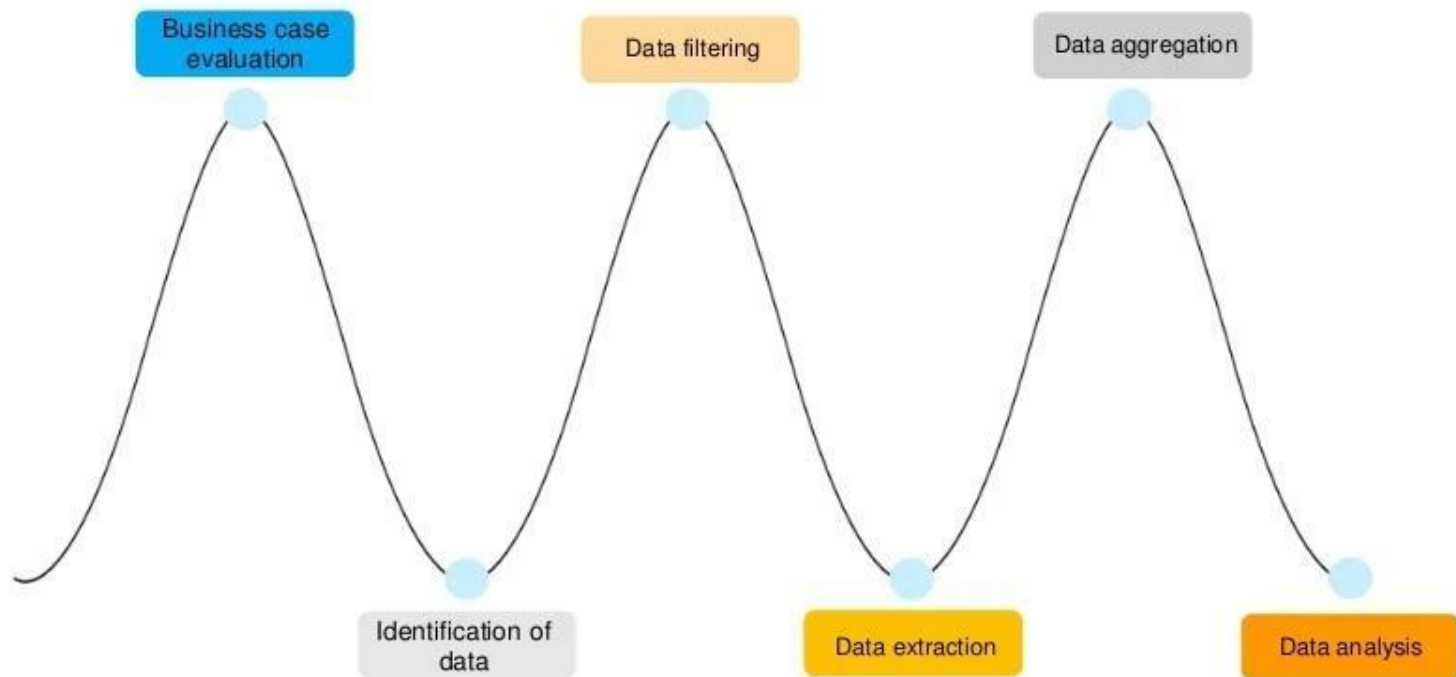 Business case
evaluation
Data filtering
Data aggregation
Identification of
data
Data extraction
Data analysis